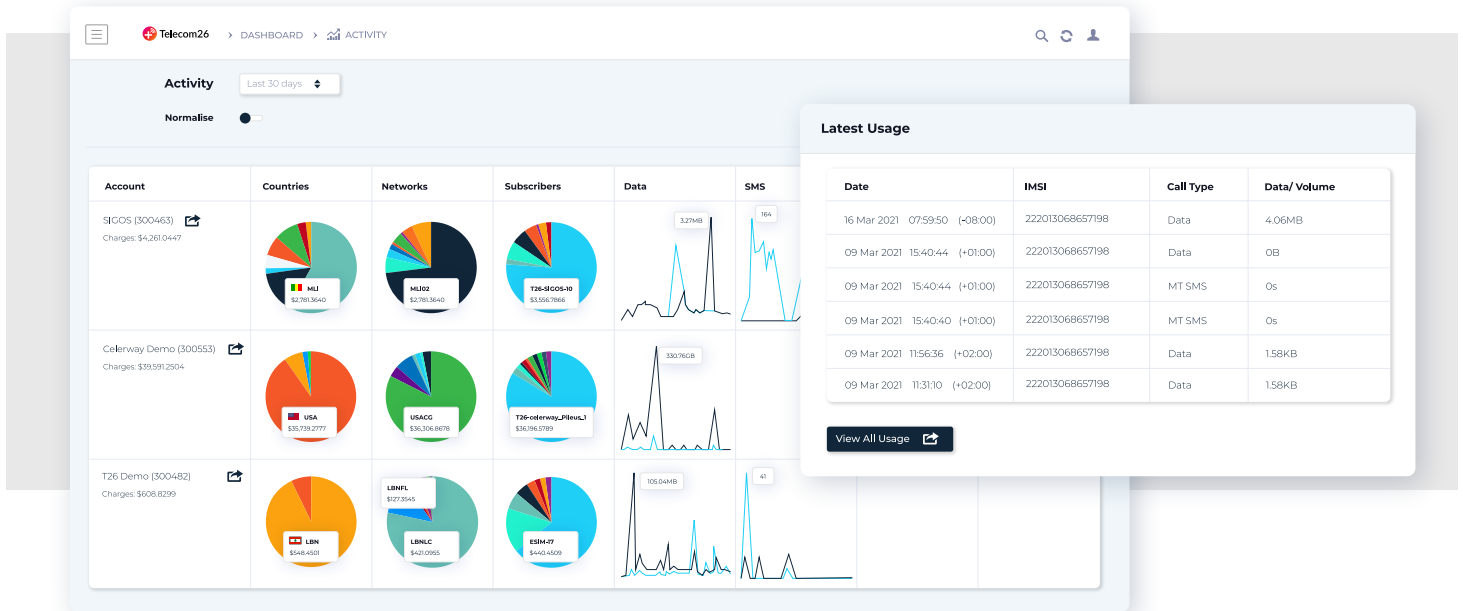 Telecom26 > DASHBOARD > ACTIVITY
Activity Last 30 days
Normalise
Account Countries Networks Subscribers Data SMS
SIGOS (300463)
Charges: $4,261.0447
MLI
$2,781.3640
MLI02
$2,781.3640
T26-SIGOS-10
$3,556.7866
3.27MB
164
Celerway Demo (300553)
Charges: $39,591.2504
USA
$35,739.2777
USACG
$36,306.8678
T26-celerway_Pileus_1
$36,196.5789
330.76GB
T26 Demo (300482)
Charges: $608.8299
LBN
$548.4501
LBNFL
$127.3545
LBNLC
$421.0955
ESIM-17
$440.4509
105.04MB
41
Latest Usage
Date IMSI Call Type Data/ Volume
16 Mar 2021 07:59:50 (-08:00) 222013068657198 Data 4.06MB
09 Mar 2021 15:40:44 (+01:00) 222013068657198 Data 0B
09 Mar 2021 15:40:44 (+01:00) 222013068657198 MT SMS 0s
09 Mar 2021 15:40:40 (+01:00) 222013068657198 MT SMS 0s
09 Mar 2021 11:56:36 (+02:00) 222013068657198 Data 1.58KB
09 Mar 2021 11:31:10 (+02:00) 222013068657198 Data 1.58KB
View All Usage